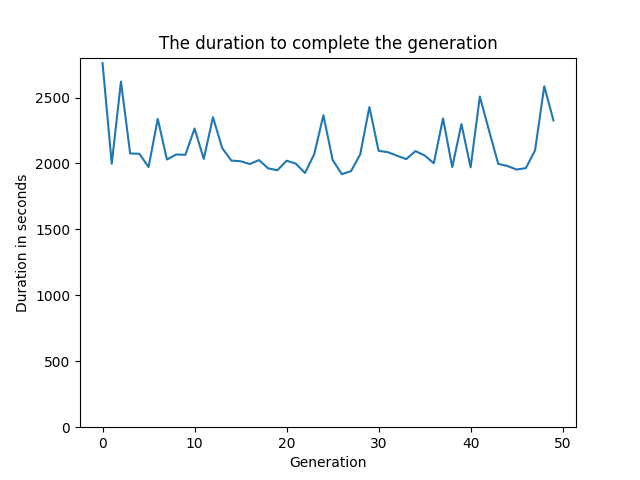 The duration to complete the generation
2500
2000
1500
1000
500
0
Duration in seconds
0 10 20 30 40 50
Generation